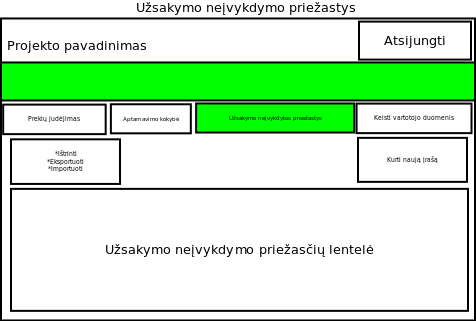 Užsakymo neįvykdymo priežastys
Projekto pavadinimas
Atsijungti
Prekių judėjimas
Aptarnavimo kokybė
Užsakymo neįvykdytos priežastys
Keisti vartotojo duomenis
*Ištrinti
*Eksportuoti
*Importuoti
Kurti naują įrašą
Užsakymo neįvykdymo priežasčių lentelė